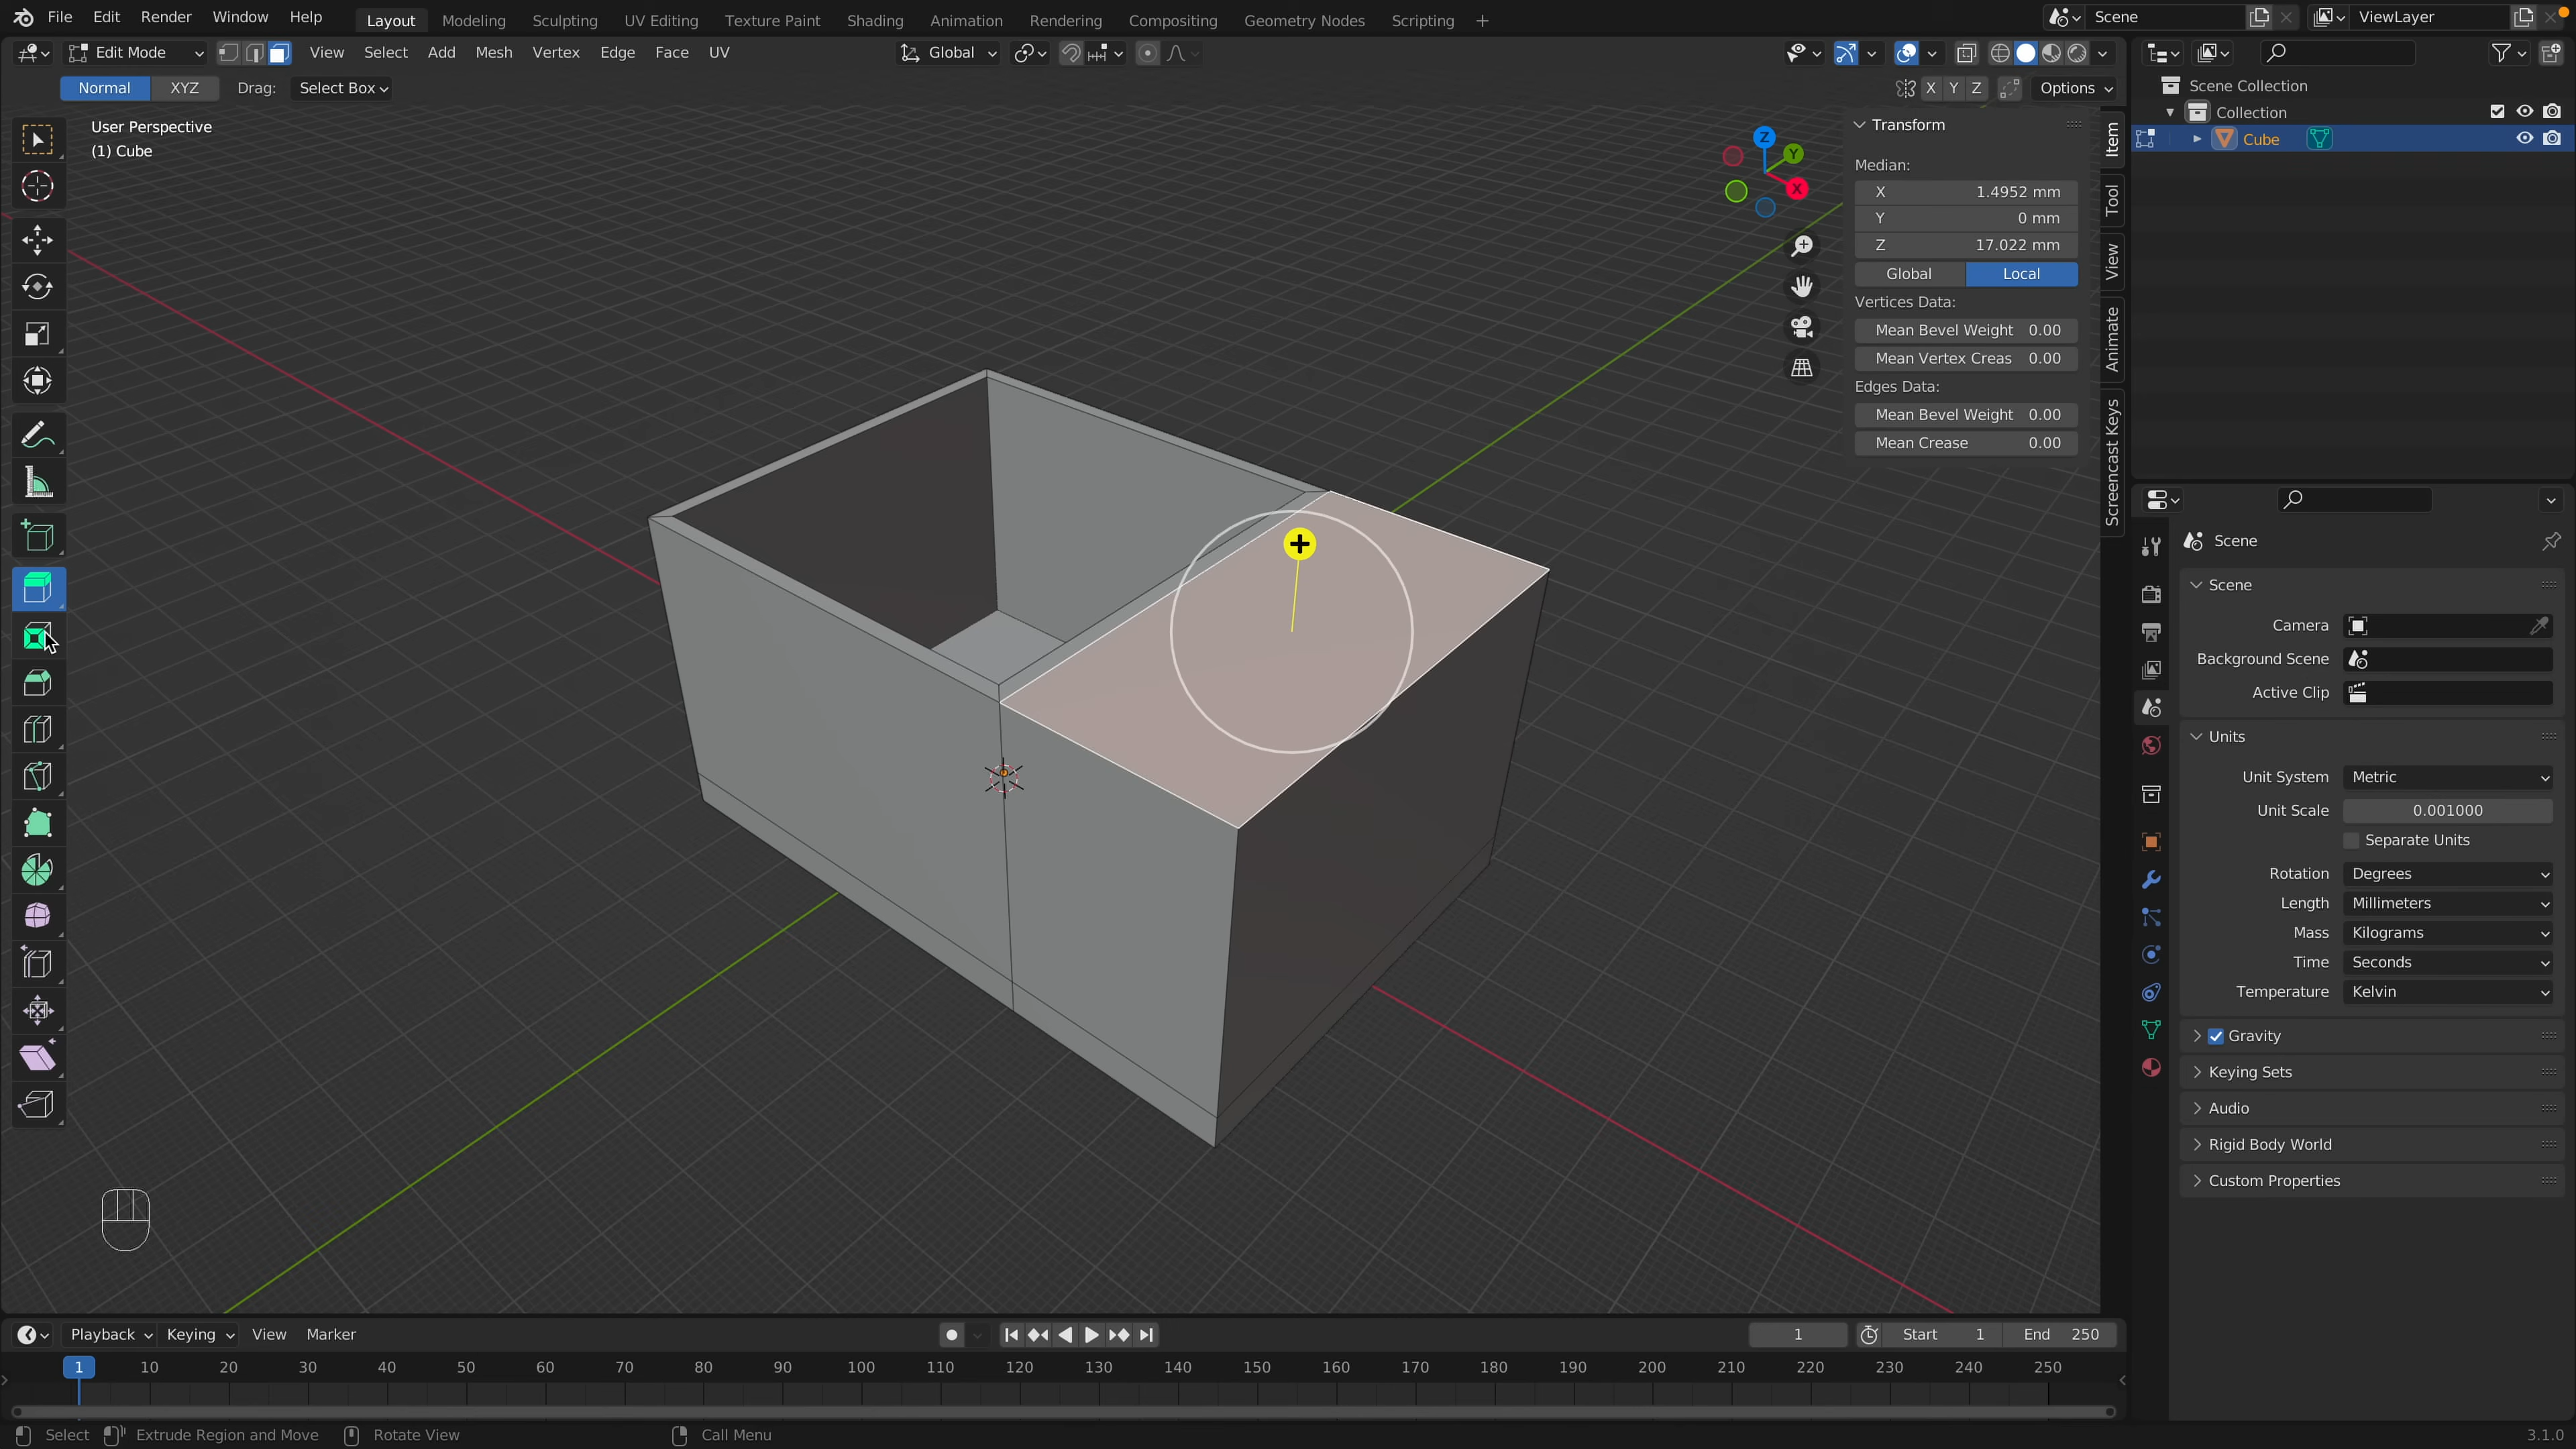 File Edit Render Window Help Layout Modeling Sculpting UV Editing Texture Paint Shading Animation Rendering Compositing Geometry Nodes Scripting + Scene ViewLayer
Edit Mode View Select Add Mesh Vertex Edge Face UV Global
Normal XYZ Drag: Select Box X Y Z Options
User Perspective
(1) Cube
Z
Y
X
Transform
Median:
X 1.4952 mm
Y 0 mm
Z 17.022 mm
Global Local
Vertices Data:
Mean Bevel Weight 0.00
Mean Vertex Creas 0.00
Edges Data:
Mean Bevel Weight 0.00
Mean Crease 0.00
Item
Tool
View
Animate
Screencast Keys
Scene Collection
Collection
Cube
Scene
Scene
Camera
Background Scene
Active Clip
Units
Unit System Metric
Unit Scale 0.001000
Separate Units
Rotation Degrees
Length Millimeters
Mass Kilograms
Time Seconds
Temperature Kelvin
Gravity
Keying Sets
Audio
Rigid Body World
Custom Properties
Playback Keying View Marker 1 Start 1 End 250
1 10 20 30 40 50 60 70 80 90 100 110 120 130 140 150 160 170 180 190 200 210 220 230 240 250
Select Extrude Region and Move Rotate View Call Menu 3.1.0